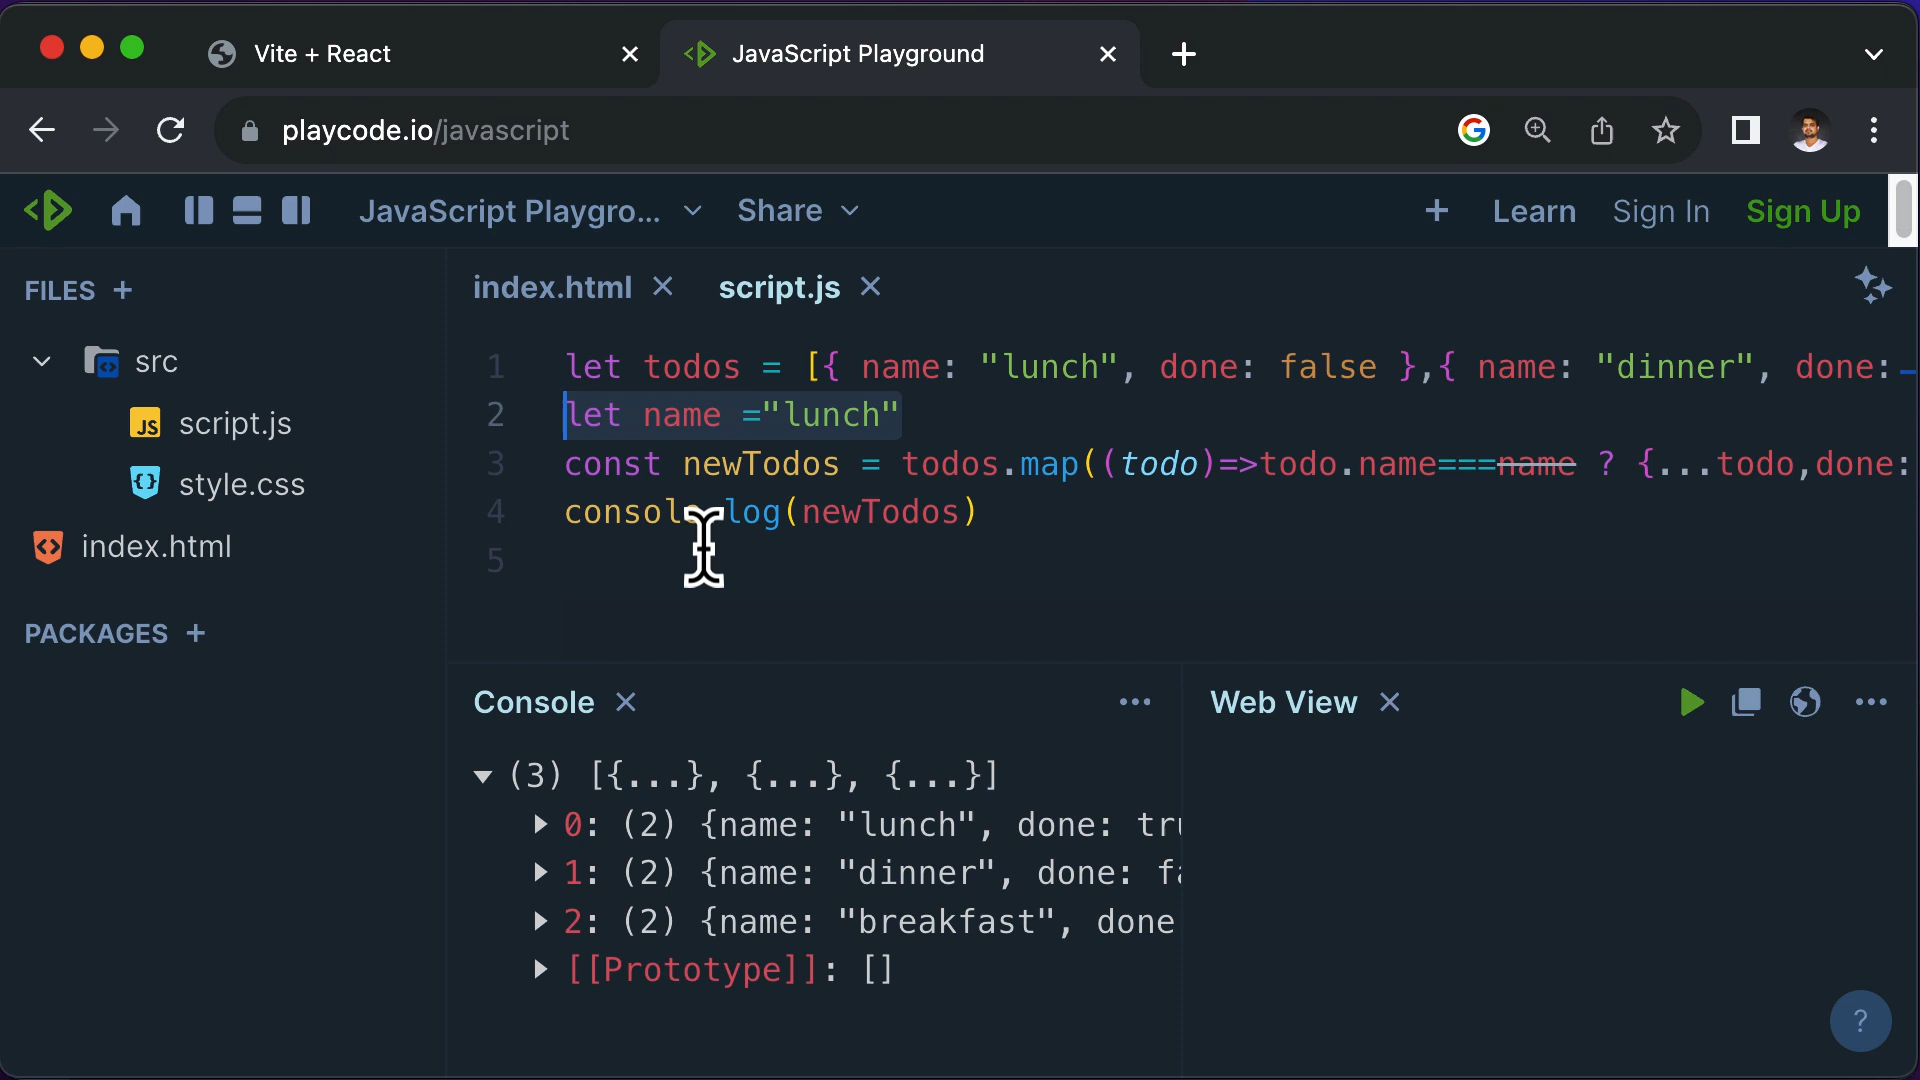 Vite + React
JavaScript Playground
playcode.io/javascript
JavaScript Playgro...
Share
Learn
Sign In
Sign Up
FILES +
index.html
script.js
src
JS script.js
style.css
index.html
PACKAGES +
1 let todos = [{ name: "lunch", done: false },{ name: "dinner", done:
2 let name ="lunch"
3 const newTodos = todos.map((todo)=>todo.name===name ? {...todo,done:
4 console.log(newTodos)
5
Console
Web View
(3) [{...}, {...}, {...}]
0: (2) {name: "lunch", done: tru
1: (2) {name: "dinner", done: fa
2: (2) {name: "breakfast", done
[[Prototype]]: []
?